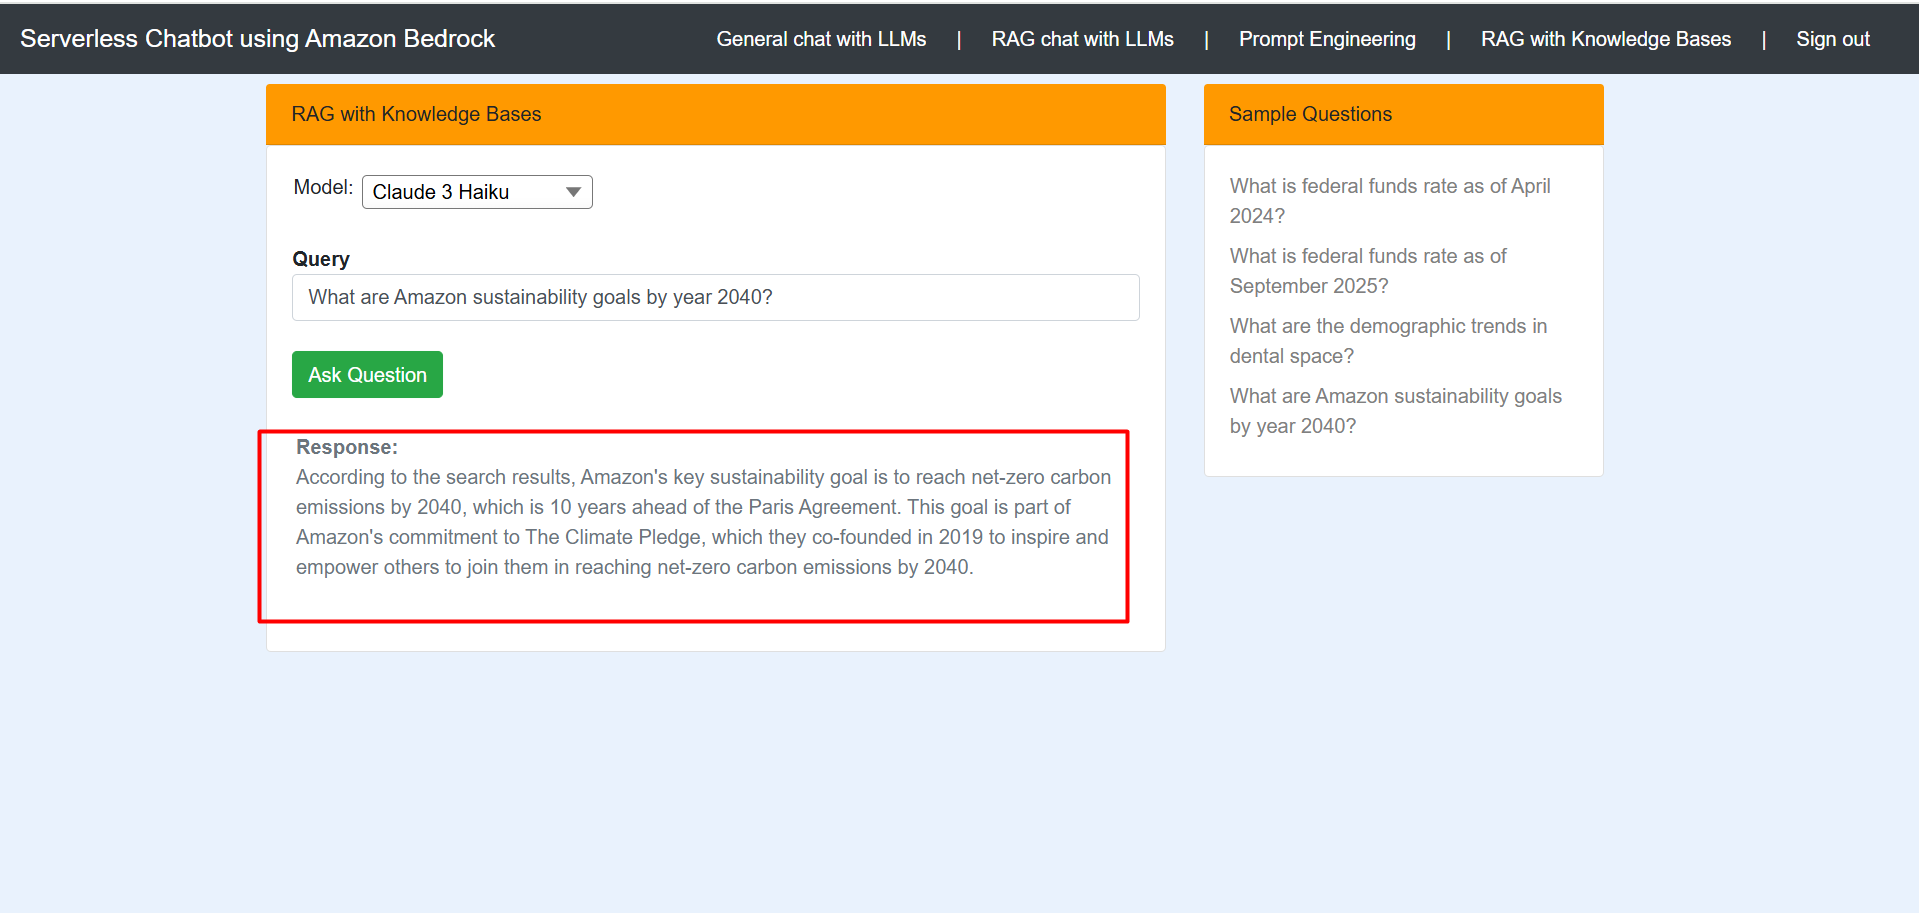 Serverless Chatbot using Amazon Bedrock
General chat with LLMs | RAG chat with LLMs | Prompt Engineering | RAG with Knowledge Bases | Sign out
RAG with Knowledge Bases
Model: Claude 3 Haiku
Query
What are Amazon sustainability goals by year 2040?
Ask Question
Response:
According to the search results, Amazon's key sustainability goal is to reach net-zero carbon
emissions by 2040, which is 10 years ahead of the Paris Agreement. This goal is part of
Amazon's commitment to The Climate Pledge, which they co-founded in 2019 to inspire and
empower others to join them in reaching net-zero carbon emissions by 2040.
Sample Questions
What is federal funds rate as of April
2024?
What is federal funds rate as of
September 2025?
What are the demographic trends in
dental space?
What are Amazon sustainability goals
by year 2040?